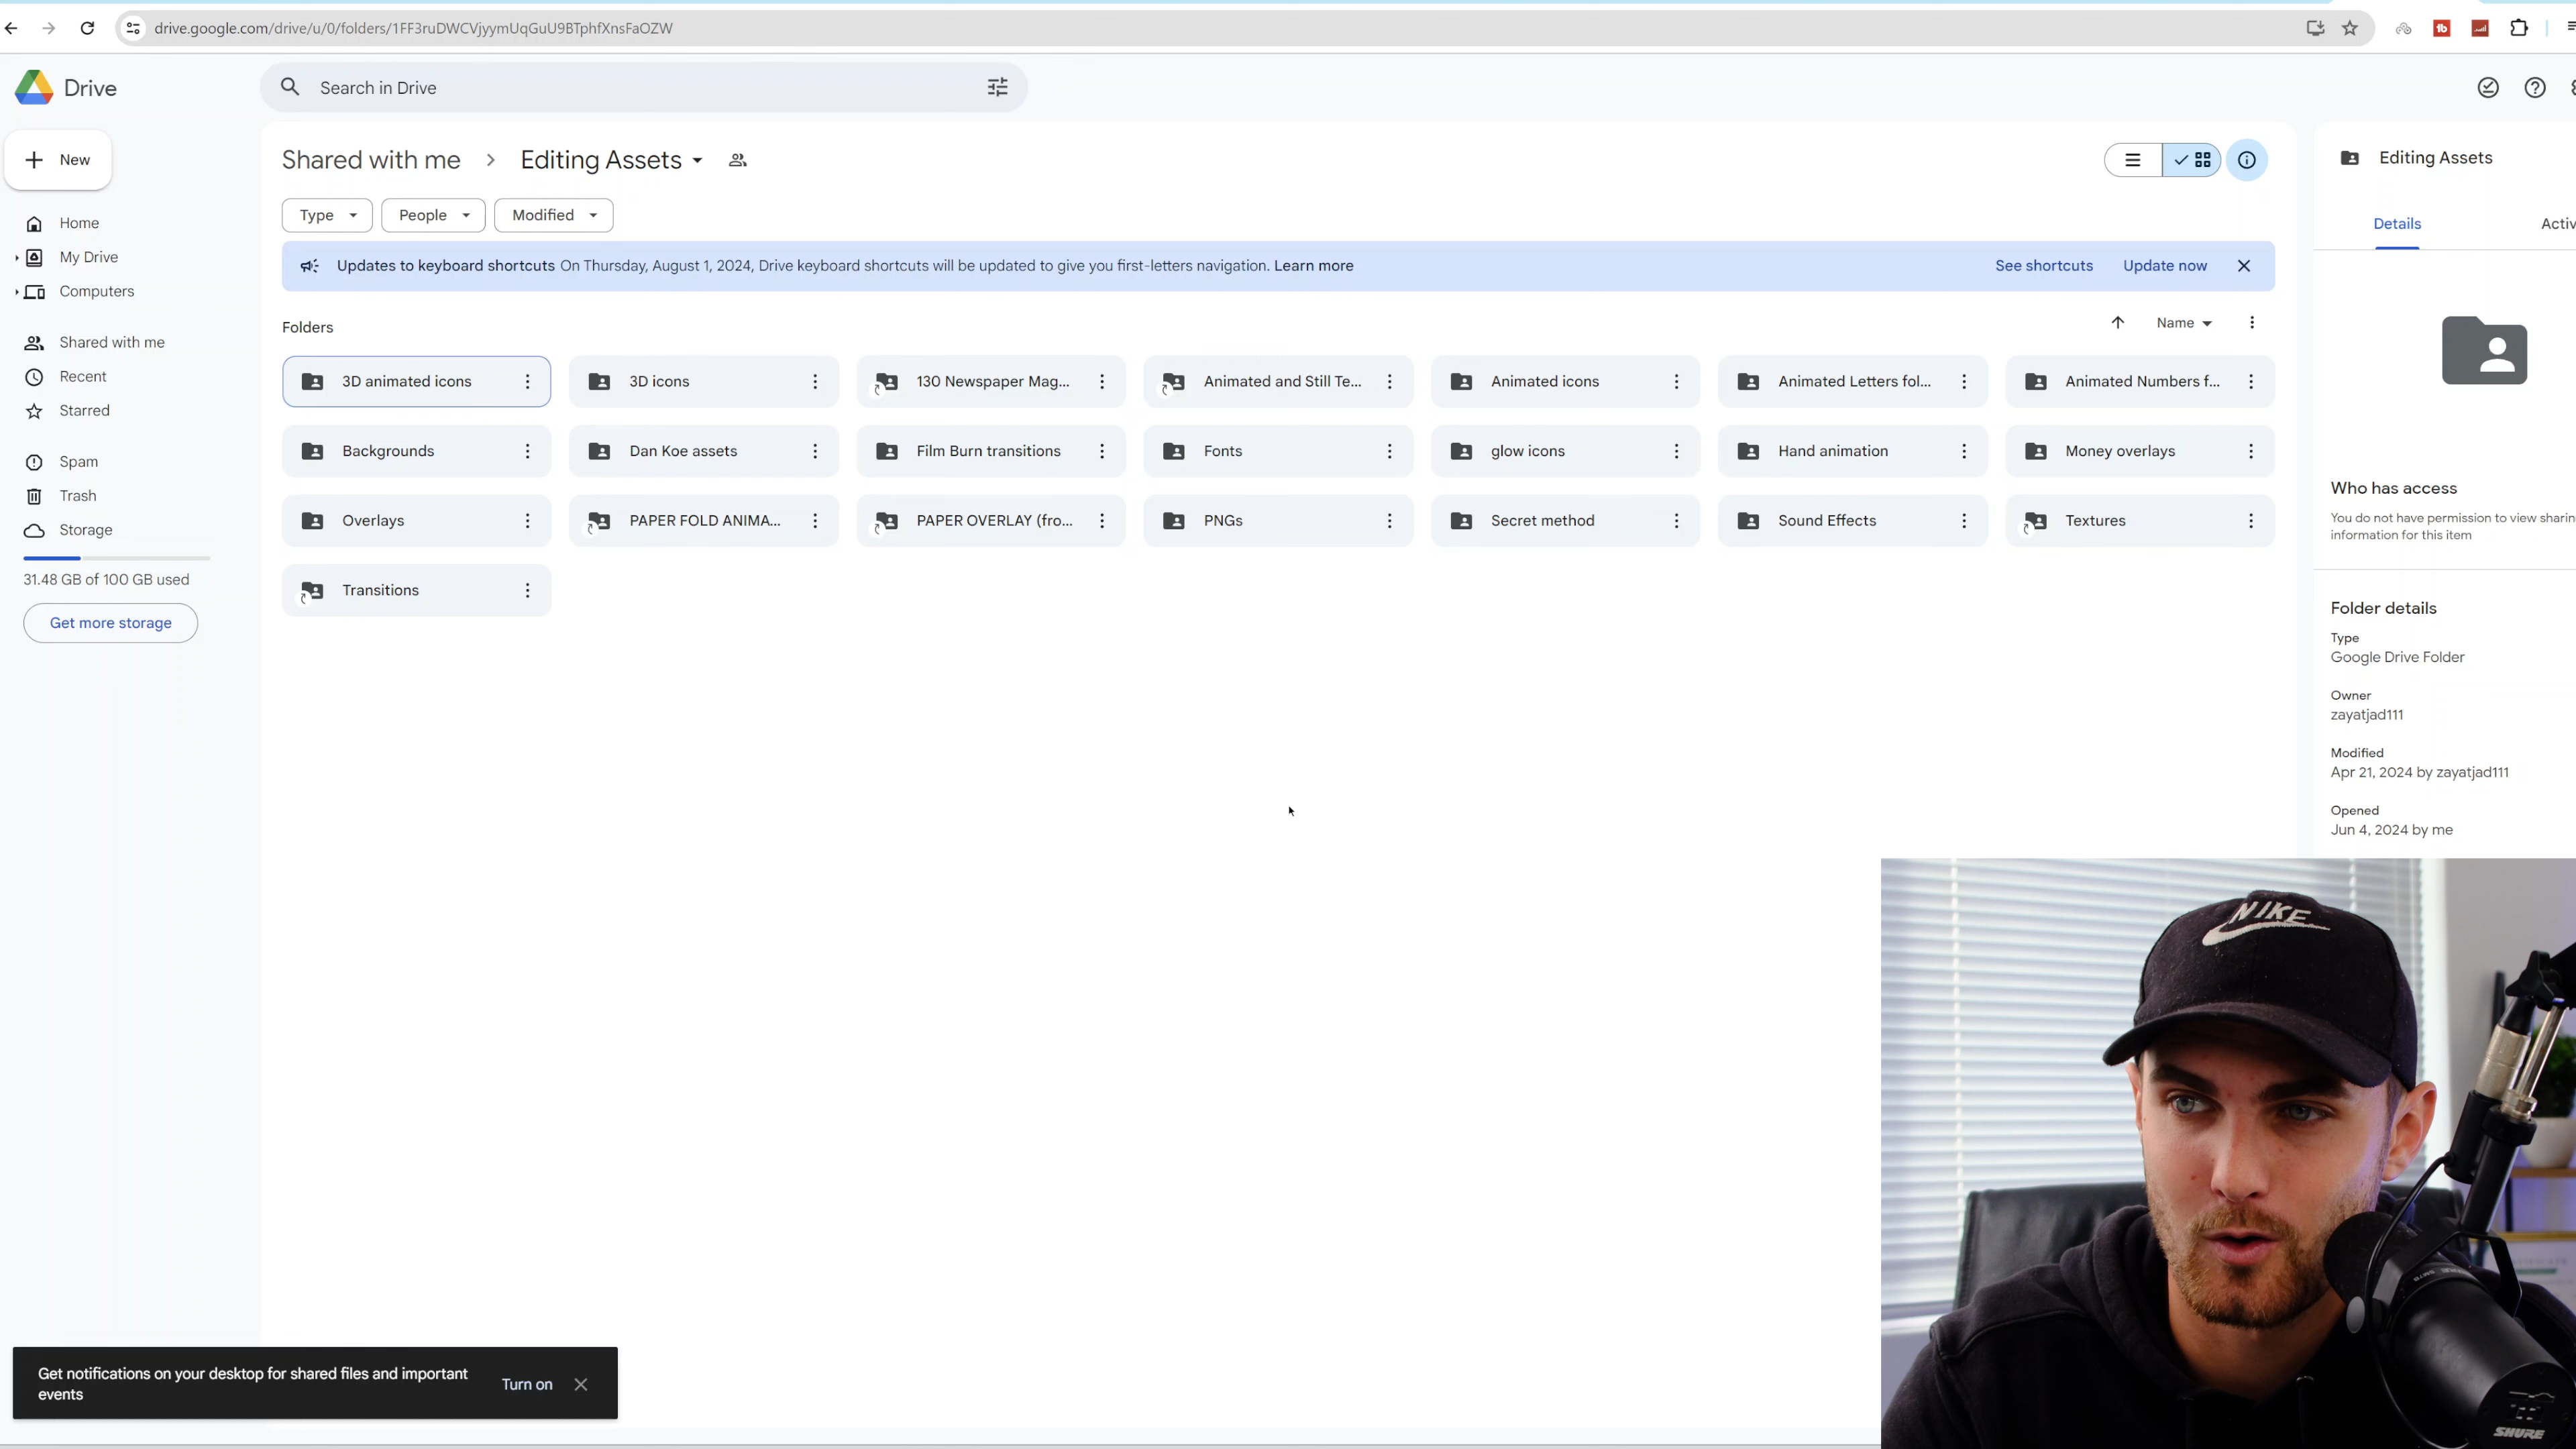 drive.google.com/drive/u/0/folders/1FF3ruDWCVjyymUqGuU9BTphfXnsFaOZW
Drive
Search in Drive
New
Home
My Drive
Computers
Shared with me
Recent
Starred
Spam
Trash
Storage
31.48 GB of 100 GB used
Get more storage
Shared with me > Editing Assets
Type People Modified
Updates to keyboard shortcuts On Thursday, August 1, 2024, Drive keyboard shortcuts will be updated to give you first-letters navigation. Learn more See shortcuts Update now
Folders Name
3D animated icons 3D icons 130 Newspaper Mag... Animated and Still Te... Animated icons Animated Letters fol... Animated Numbers f...
Backgrounds Dan Koe assets Film Burn transitions Fonts glow icons Hand animation Money overlays
Overlays PAPER FOLD ANIMA... PAPER OVERLAY (fro... PNGs Secret method Sound Effects Textures
Transitions
Editing Assets
Details Activ
Who has access
You do not have permission to view sharin
information for this item
Folder details
Type
Google Drive Folder
Owner
zayatjad111
Modified
Apr 21, 2024 by zayatjad111
Opened
Jun 4, 2024 by me
NIKE
SHURE
Get notifications on your desktop for shared files and important
events
Turn on